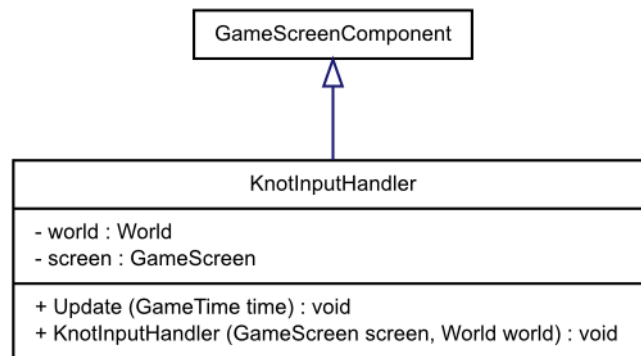 GameScreenComponent
KnotInputHandler
- world : World
- screen : GameScreen
+ Update (GameTime time) : void
+ KnotInputHandler (GameScreen screen, World world) : void